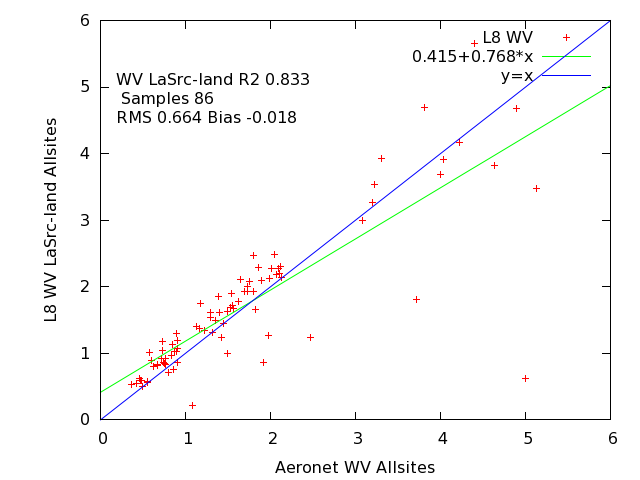 6
5
4
3
2
1
0
L8 WV LaSrc-land Allsites
WV LaSrc-land R2 0.833
Samples 86
RMS 0.664 Bias -0.018
L8 WV
0.415+0.768*x
y=x
0 1 2 3 4 5 6
Aeronet WV Allsites